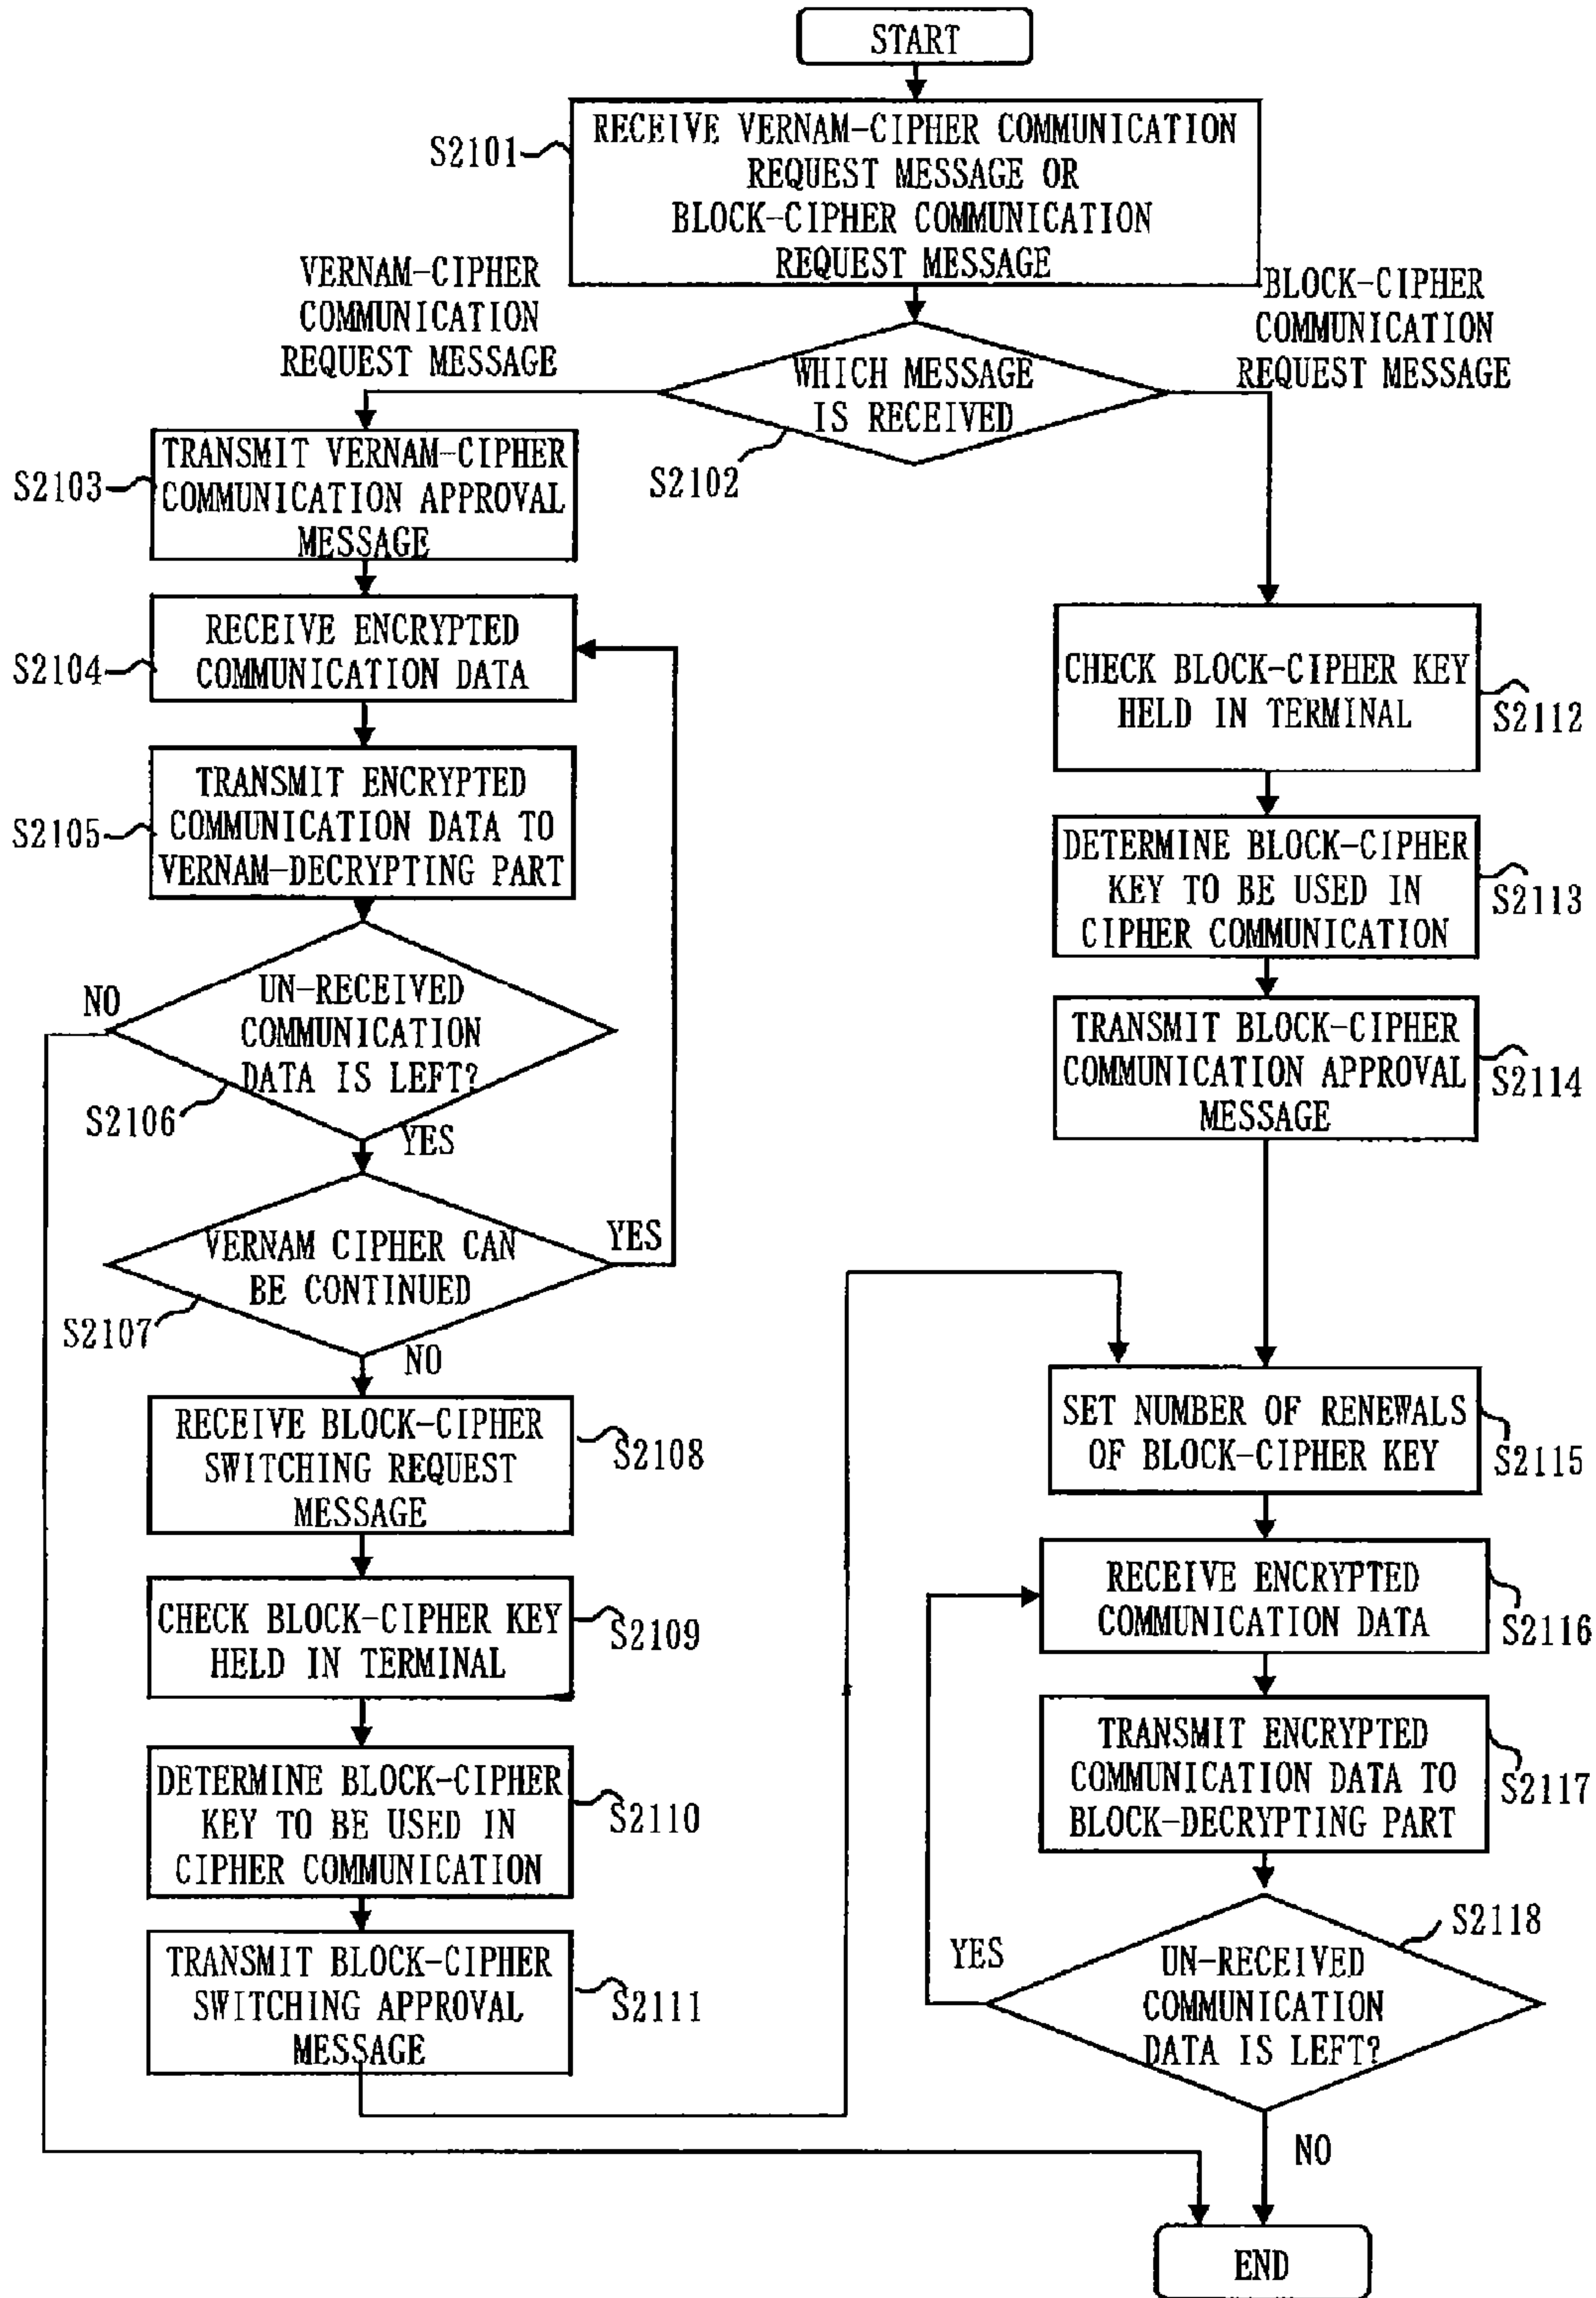 START
S2101
RECEIVE VERNAM-CIPHER COMMUNICATION
REQUEST MESSAGE OR
BLOCK-CIPHER COMMUNICATION
REQUEST MESSAGE
VERNAM-CIPHER
COMMUNICATION
REQUEST MESSAGE
BLOCK-CIPHER
COMMUNICATION
REQUEST MESSAGE
WHICH MESSAGE
IS RECEIVED
S2102
S2103
TRANSMIT VERNAM-CIPHER
COMMUNICATION APPROVAL
MESSAGE
S2104
RECEIVE ENCRYPTED
COMMUNICATION DATA
S2105
TRANSMIT ENCRYPTED
COMMUNICATION DATA TO
VERNAM-DECRYPTING PART
NO
UN-RECEIVED
COMMUNICATION
DATA IS LEFT?
S2106
YES
VERNAM CIPHER CAN
BE CONTINUED
YES
S2107
NO
RECEIVE BLOCK-CIPHER
SWITCHING REQUEST
MESSAGE
S2108
CHECK BLOCK-CIPHER KEY
HELD IN TERMINAL
S2109
DETERMINE BLOCK-CIPHER
KEY TO BE USED IN
CIPHER COMMUNICATION
S2110
TRANSMIT BLOCK-CIPHER
SWITCHING APPROVAL
MESSAGE
S2111
CHECK BLOCK-CIPHER KEY
HELD IN TERMINAL
S2112
DETERMINE BLOCK-CIPHER
KEY TO BE USED IN
CIPHER COMMUNICATION
S2113
TRANSMIT BLOCK-CIPHER
COMMUNICATION APPROVAL
MESSAGE
S2114
SET NUMBER OF RENEWALS
OF BLOCK-CIPHER KEY
S2115
RECEIVE ENCRYPTED
COMMUNICATION DATA
S2116
TRANSMIT ENCRYPTED
COMMUNICATION DATA TO
BLOCK-DECRYPTING PART
S2117
S2118
YES
UN-RECEIVED
COMMUNICATION
DATA IS LEFT?
NO
END